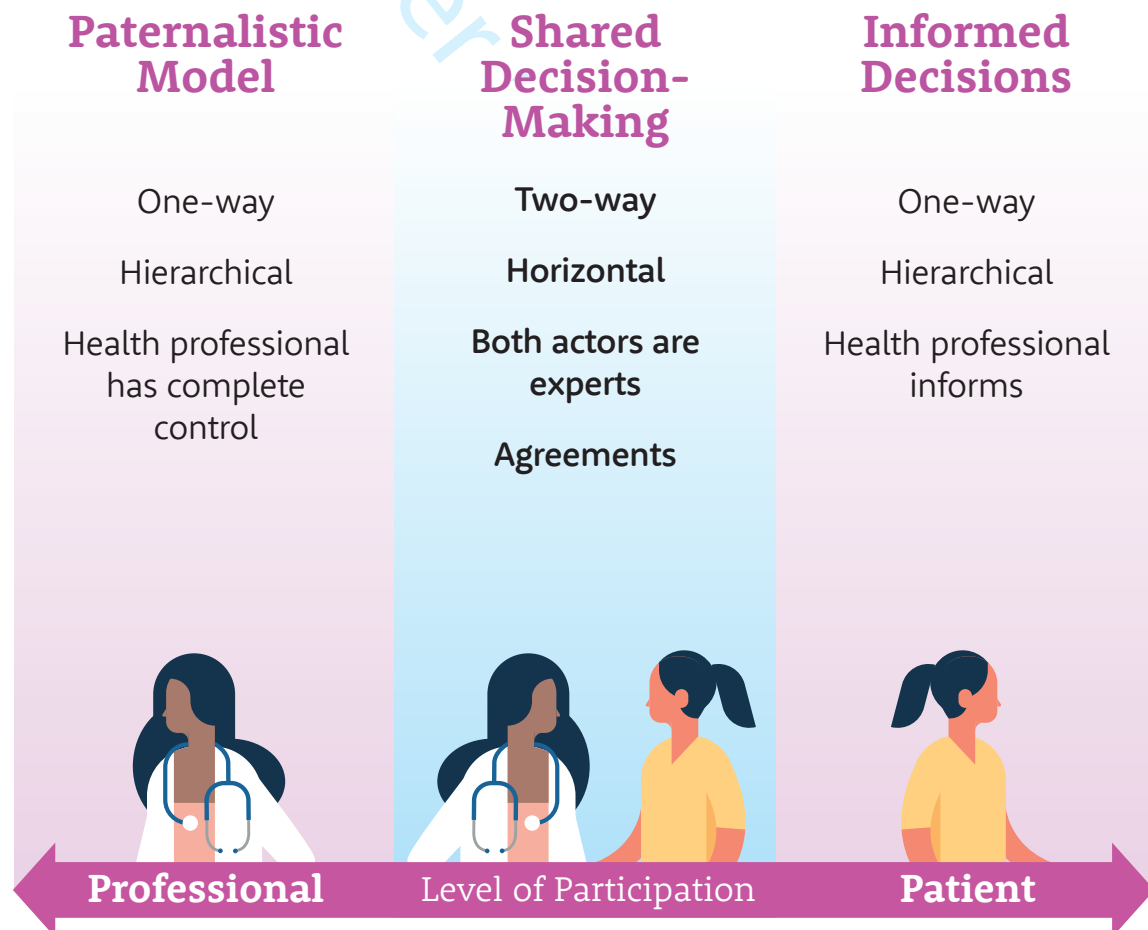 Paternalistic
Model
One-way
Hierarchical
Health professional
has complete
control
Shared
Decision-
Making
Two-way
Horizontal
Both actors are
experts
Agreements
Informed
Decisions
One-way
Hierarchical
Health professional
informs
Professional
Level of Participation
Patient